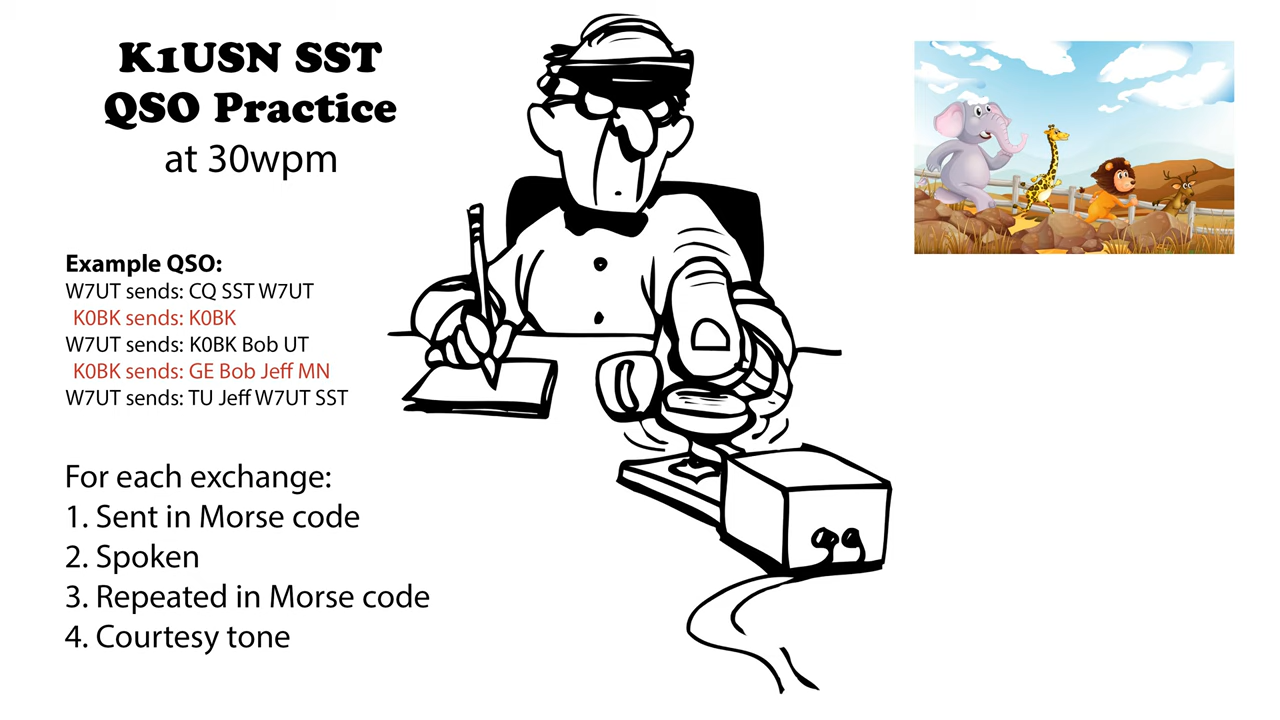 K1USN SST
QSO Practice
at 30wpm
Example QSO:
W7UT sends: CQ SST W7UT
K0BK sends: K0BK
W7UT sends: K0BK Bob UT
K0BK sends: GE Bob Jeff MN
W7UT sends: TU Jeff W7UT SST
For each exchange:
1. Sent in Morse code
2. Spoken
3. Repeated in Morse code
4. Courtesy tone